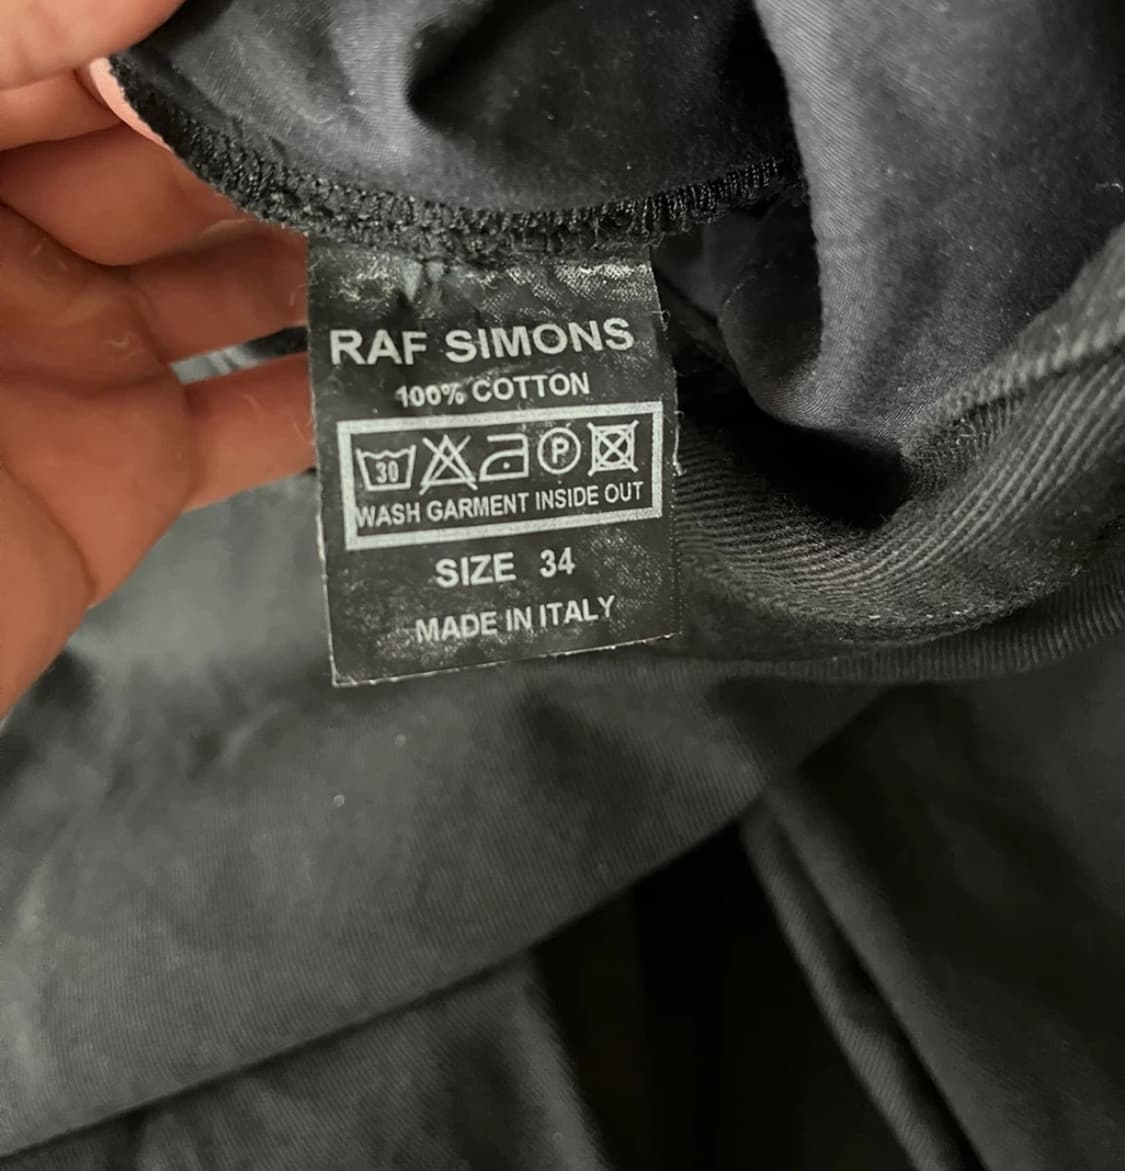 RAF SIMONS
100% COTTON
30 P
WASH GARMENT INSIDE OUT
SIZE 34
MADE IN ITALY